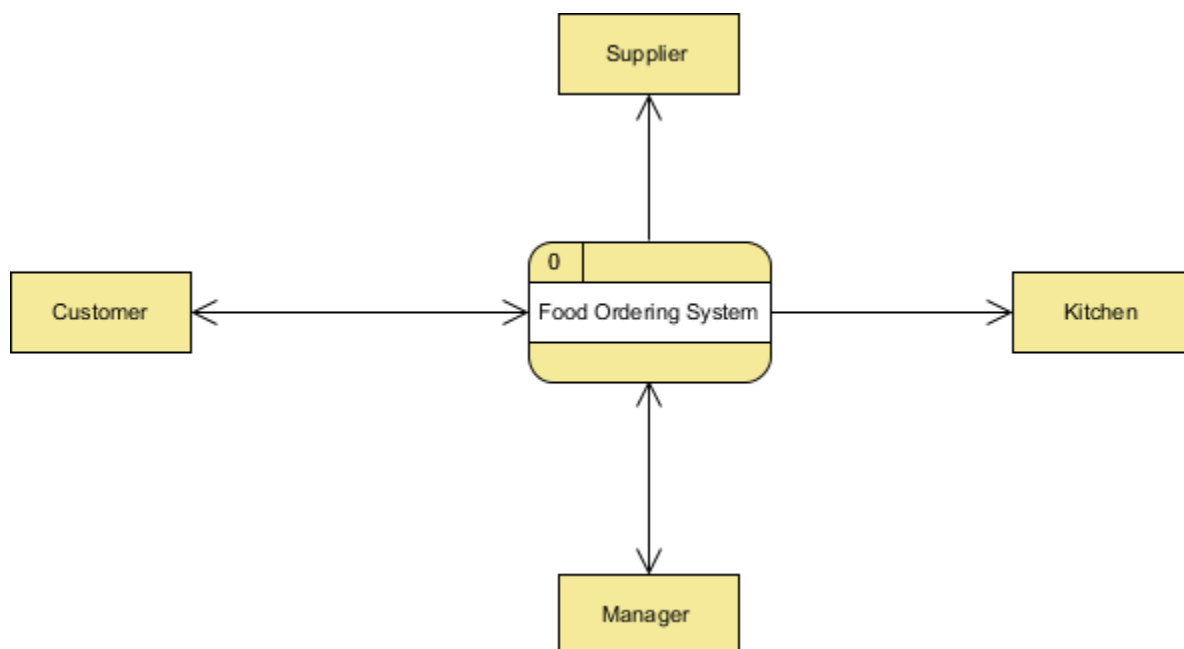 Supplier
0
Customer
Food Ordering System
Kitchen
Manager